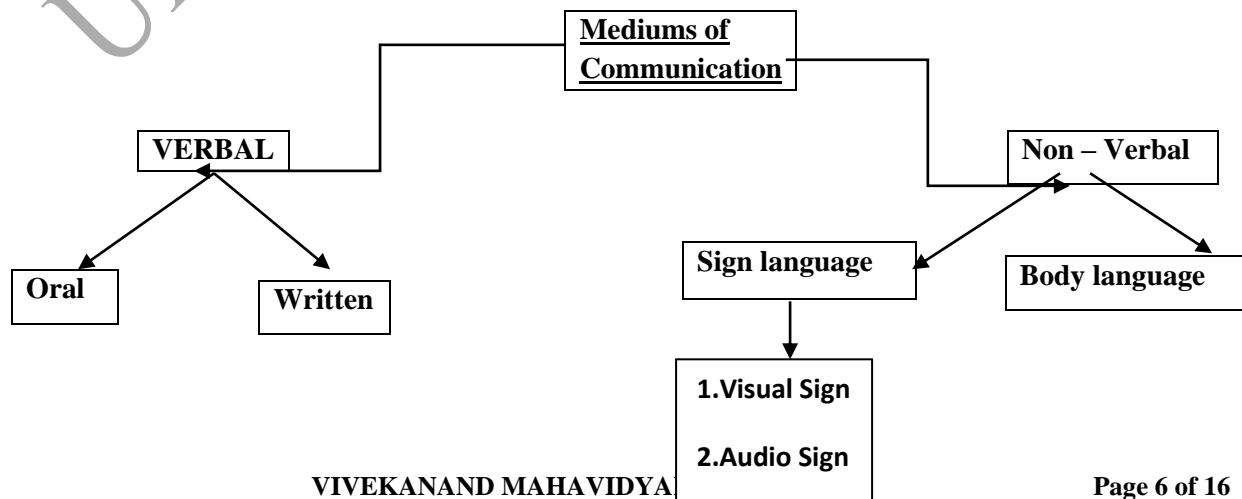 Mediums of
Communication
VERBAL
Non – Verbal
Oral
Written
Sign language
Body language
1.Visual Sign
2.Audio Sign
VIVEKANAND MAHAVIDYA
Page 6 of 16